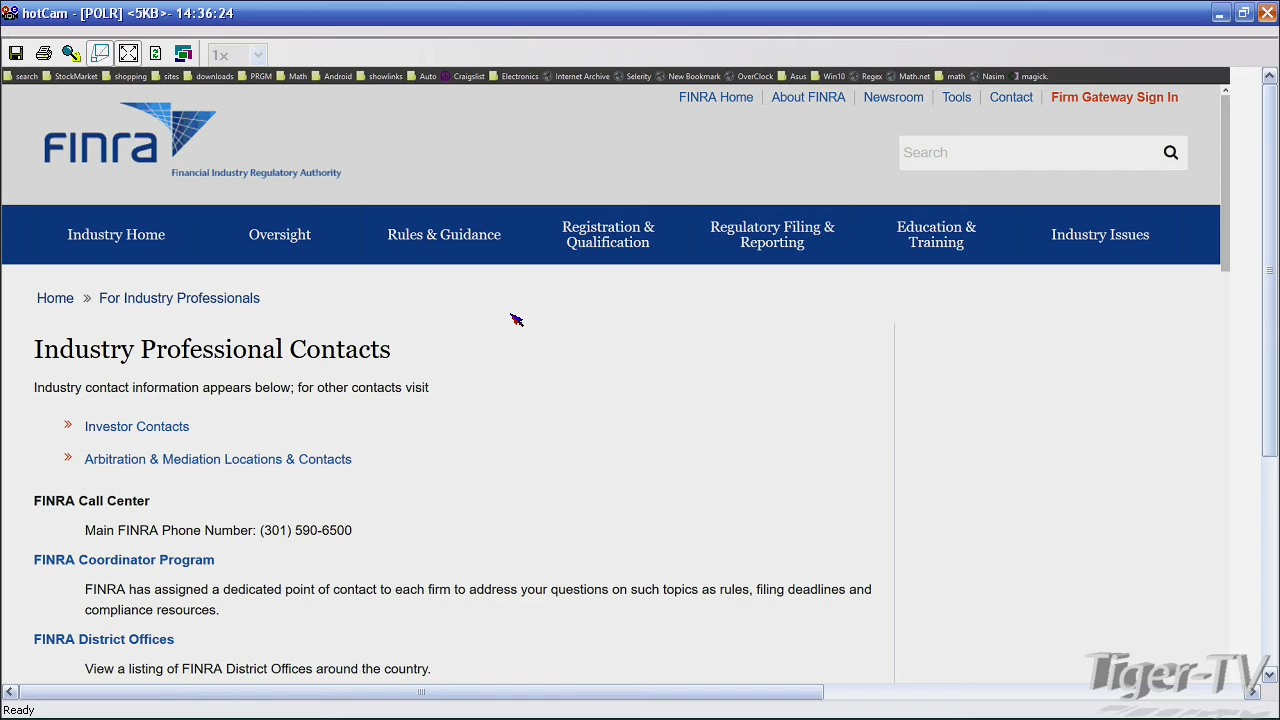 hotCam - [POLR] <5KB>- 14:36:24
1x
search StockMarket shopping sites downloads PRGM Math Android showlinks Auto Craigslist Electronics Internet Archive Selerity New Bookmark OverClock Asus Win10 Regex Math.net math Nasim magick.
FINRA Home About FINRA Newsroom Tools Contact Firm Gateway Sign In
Finra
Financial Industry Regulatory Authority
Search
Industry Home Oversight Rules & Guidance Registration & Qualification Regulatory Filing & Reporting Education & Training Industry Issues
Home » For Industry Professionals
Industry Professional Contacts
Industry contact information appears below; for other contacts visit
» Investor Contacts
» Arbitration & Mediation Locations & Contacts
FINRA Call Center
Main FINRA Phone Number: (301) 590-6500
FINRA Coordinator Program
FINRA has assigned a dedicated point of contact to each firm to address your questions on such topics as rules, filing deadlines and
compliance resources.
FINRA District Offices
View a listing of FINRA District Offices around the country.
Tiger-TV
Ready